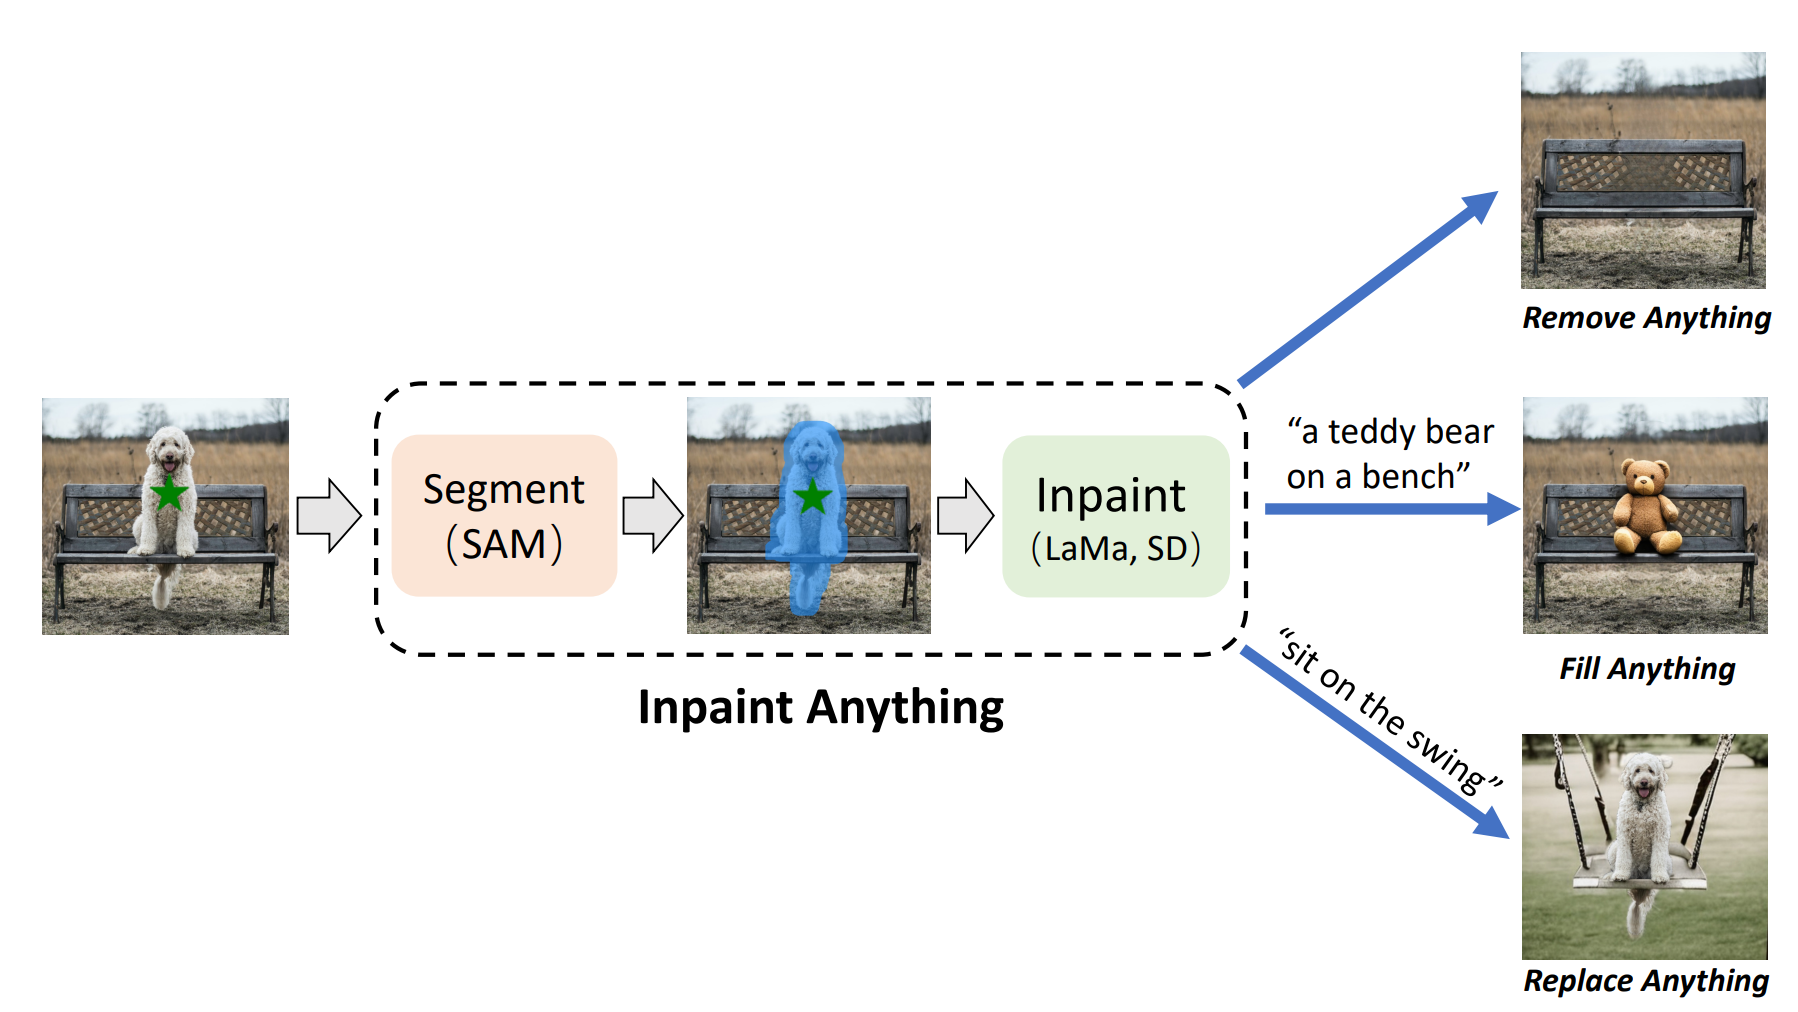 Segment
(SAM)
Inpaint
(LaMa, SD)
Inpaint Anything
“a teddy bear
on a bench”
“sit on the swing”
Remove Anything
Fill Anything
Replace Anything